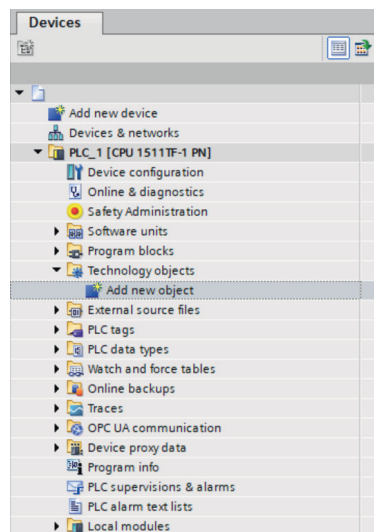 Devices
Add new device
Devices & networks
PLC_1 [CPU 1511TF-1 PN]
Device configuration
Online & diagnostics
Safety Administration
Software units
Program blocks
Technology objects
Add new object
External source files
PLC tags
PLC data types
Watch and force tables
Online backups
Traces
OPC UA communication
Device proxy data
Program info
PLC supervisions & alarms
PLC alarm text lists
Local modules